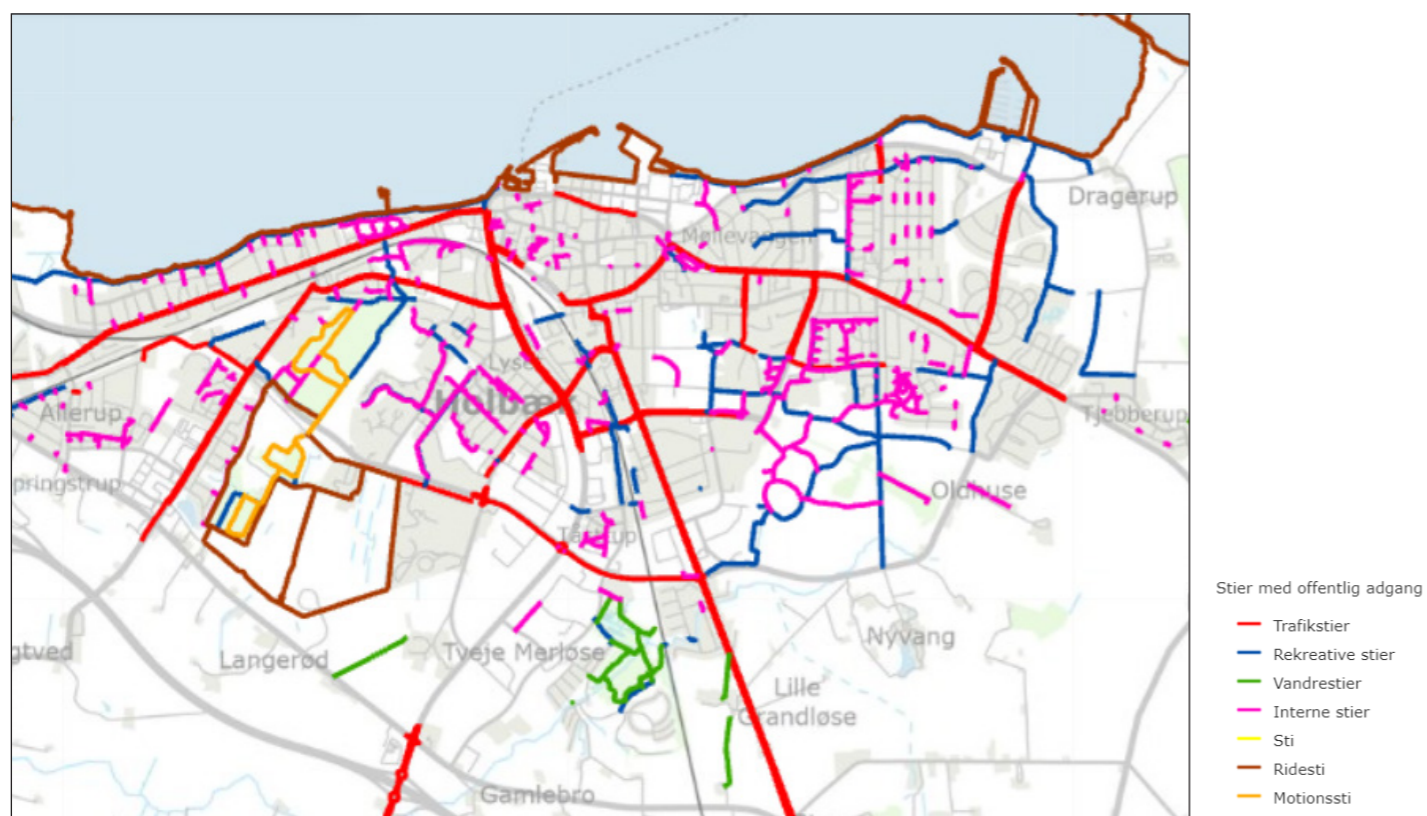 Dragerup
Møllevangen
Lyse
Allerup
Holbæk
Tjebberup
pringstrup
Oldhuse
Tåstrup
Stier med offentlig adgang
Trafikstier
Nyvang
gtved
Langerød
Tveje Merløse
Rekreative stier
Vandrestier
Lille
Grandløse
Interne stier
Sti
Ridesti
Gamlebro
Motionssti